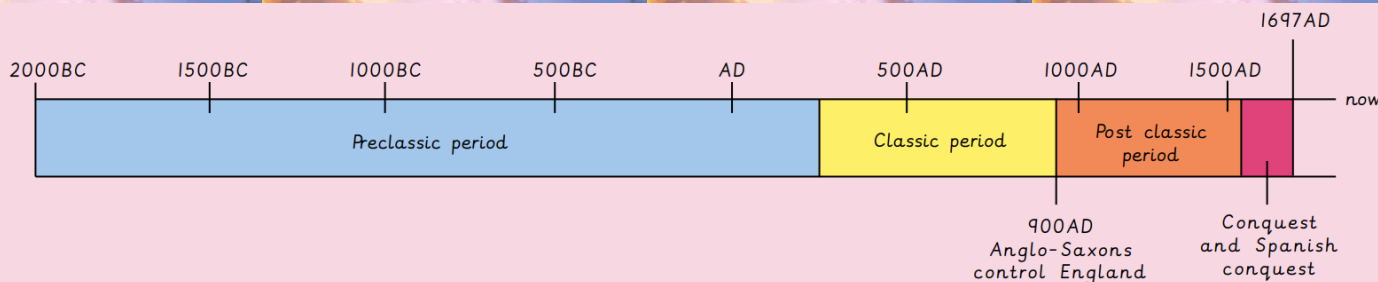 1697AD
2000BC 1500BC 1000BC 500BC AD 500AD 1000AD 1500AD
now
Preclassic period
Classic period
Post classic
period
900AD
Anglo-Saxons
control England
Conquest
and Spanish
conquest